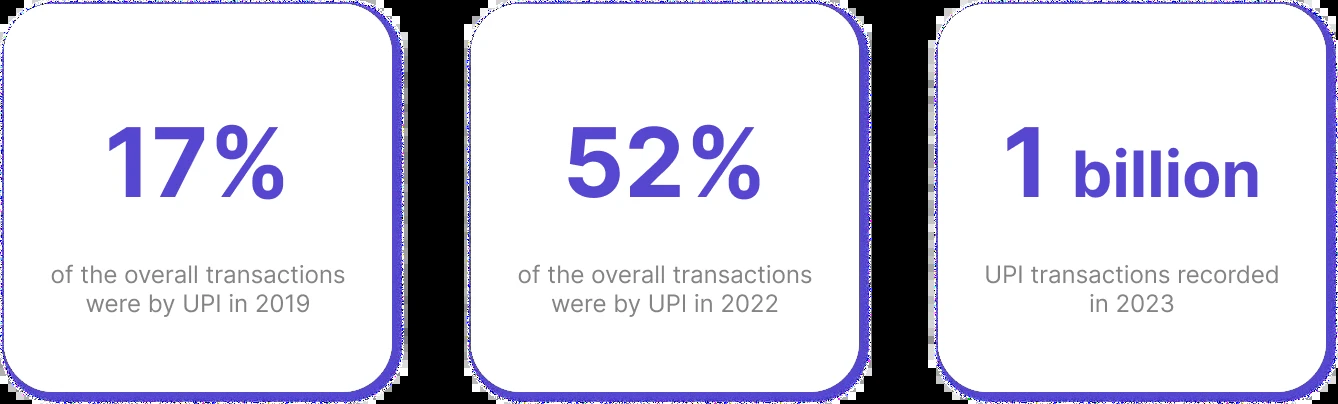 17%
of the overall transactions
were by UPI in 2019
52%
of the overall transactions
were by UPI in 2022
1 billion
UPI transactions recorded
in 2023